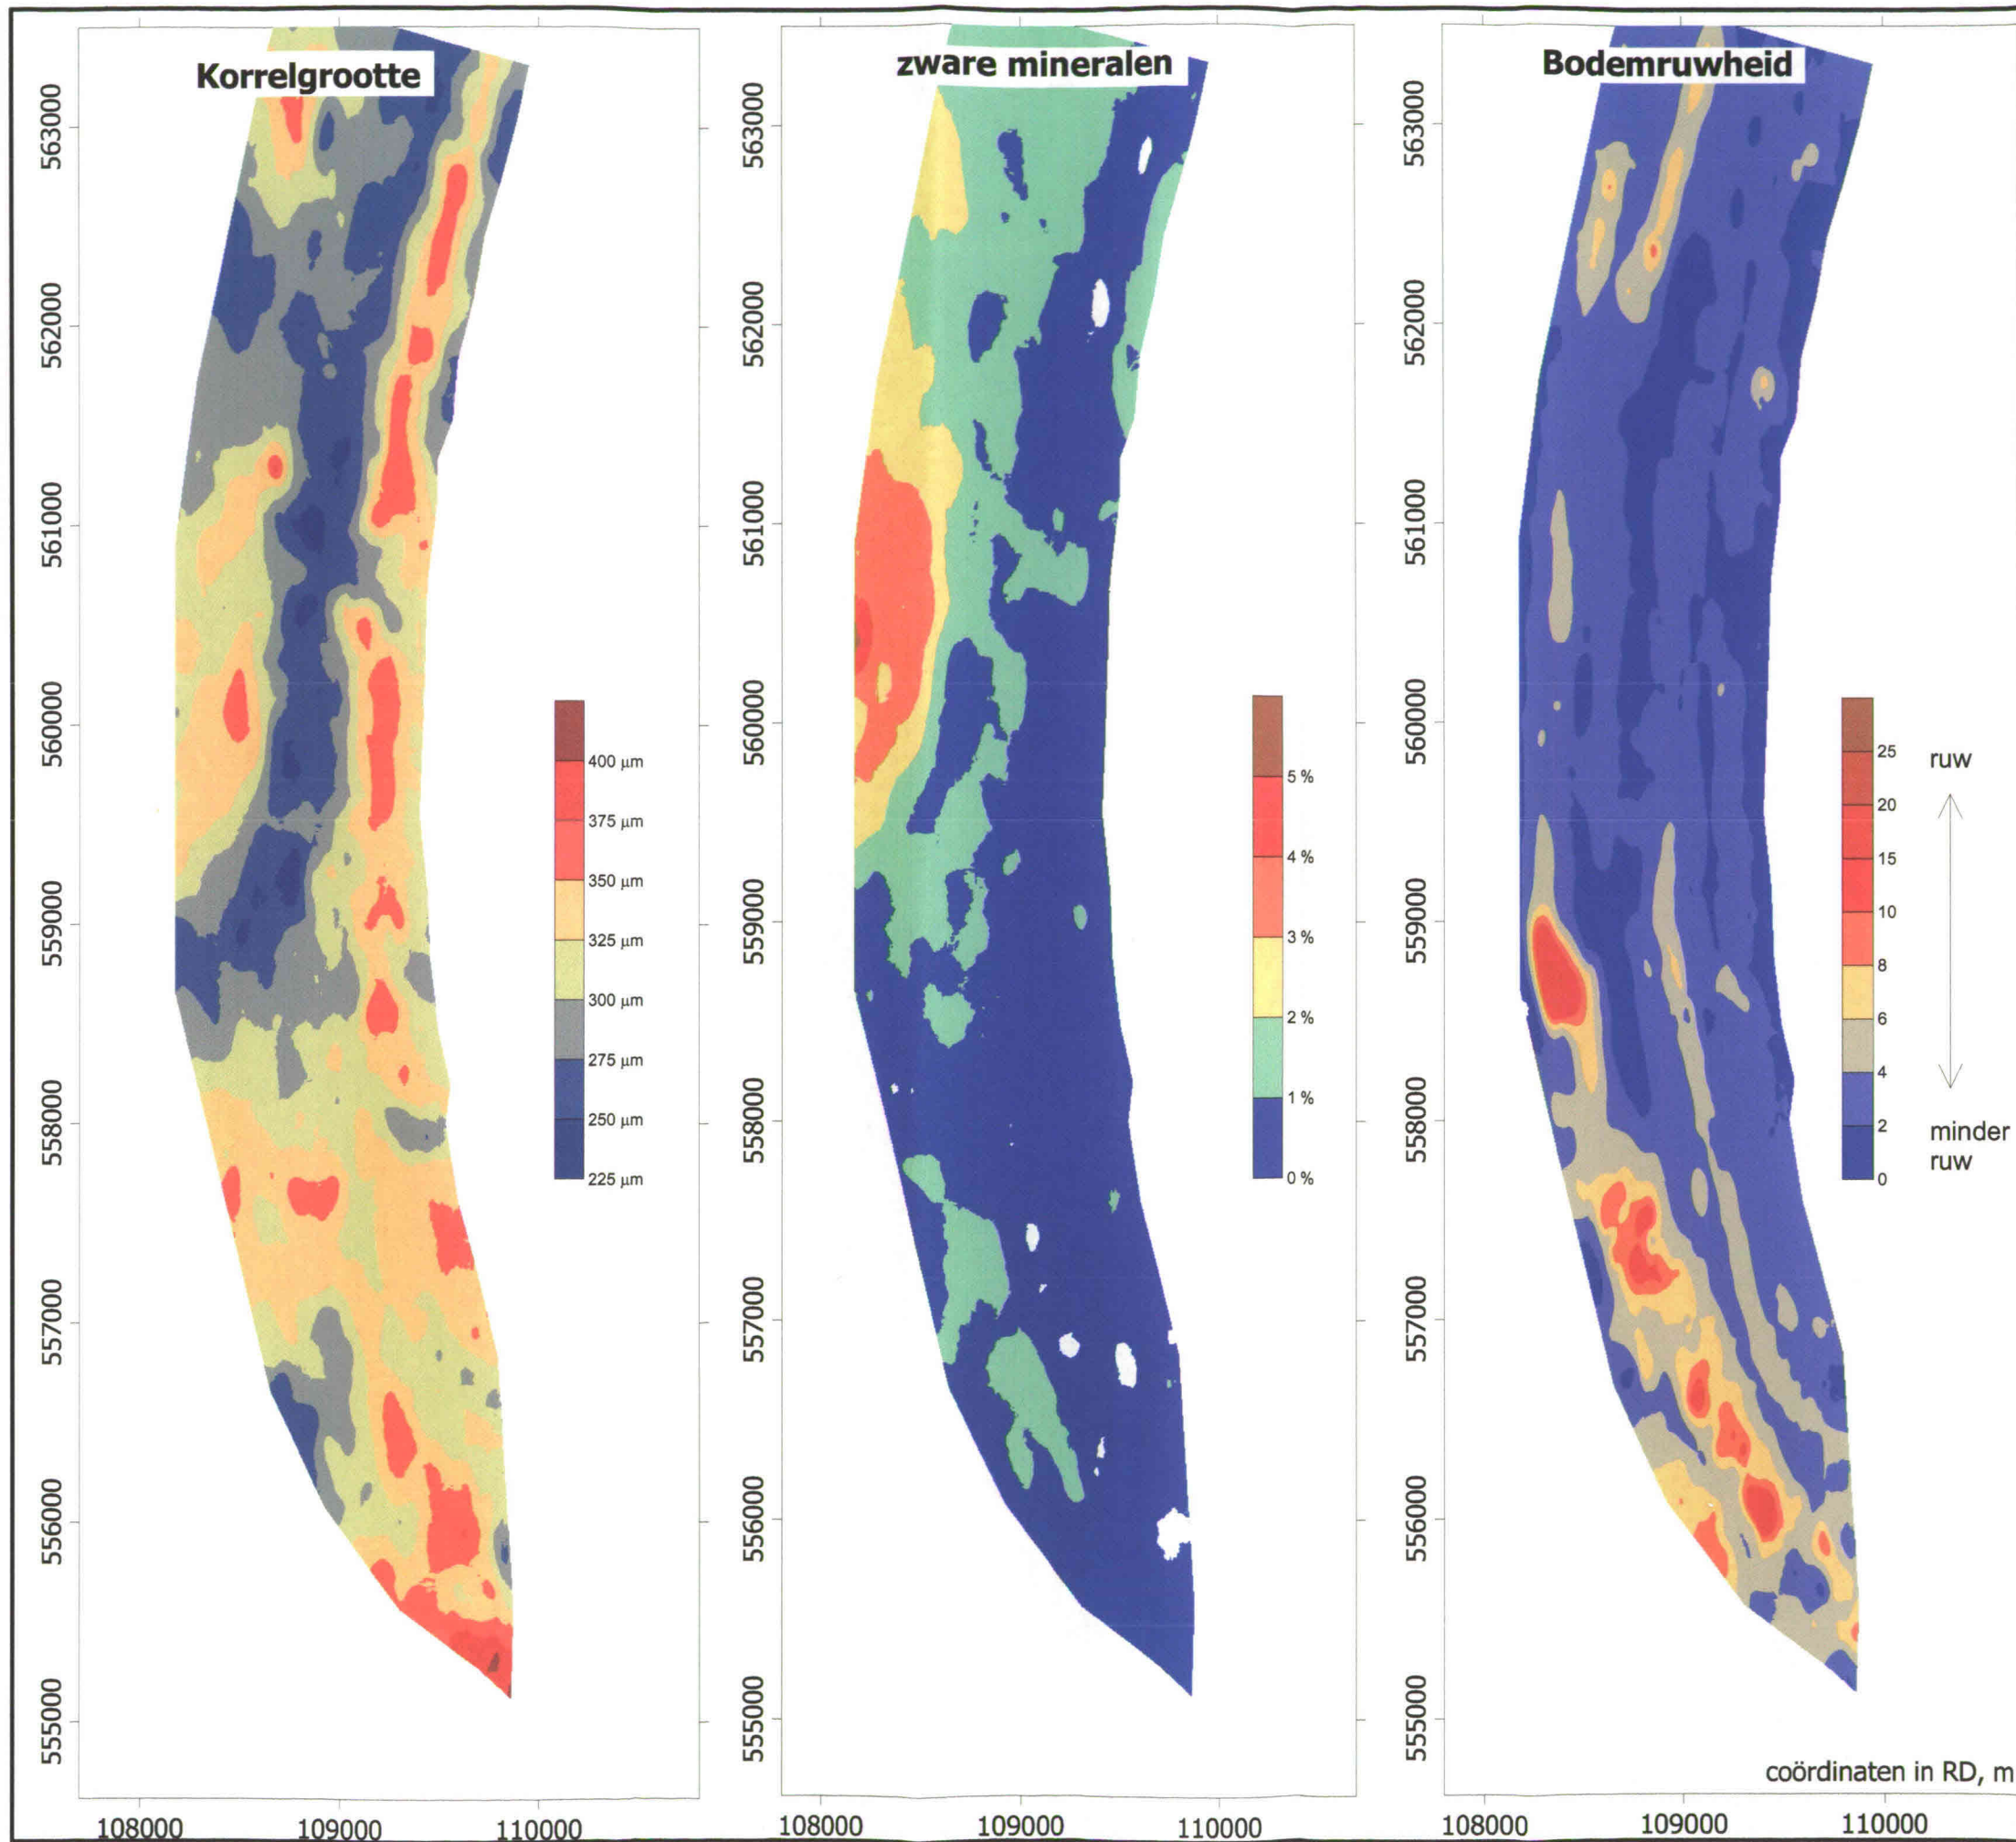 Korrelgrootte
563000
562000
561000
560000
559000
558000
557000
556000
555000
108000 109000 110000
400 µm
375 µm
350 µm
325 µm
300 µm
275 µm
250 µm
225 µm
zware mineralen
563000
562000
561000
560000
559000
558000
557000
556000
555000
108000 109000 110000
5 %
4 %
3 %
2 %
1 %
0 %
Bodemruwheid
563000
562000
561000
560000
559000
558000
557000
556000
555000
108000 109000 110000
25
20
15
10
8
6
4
2
0
ruw
minder
ruw
coördinaten in RD, m